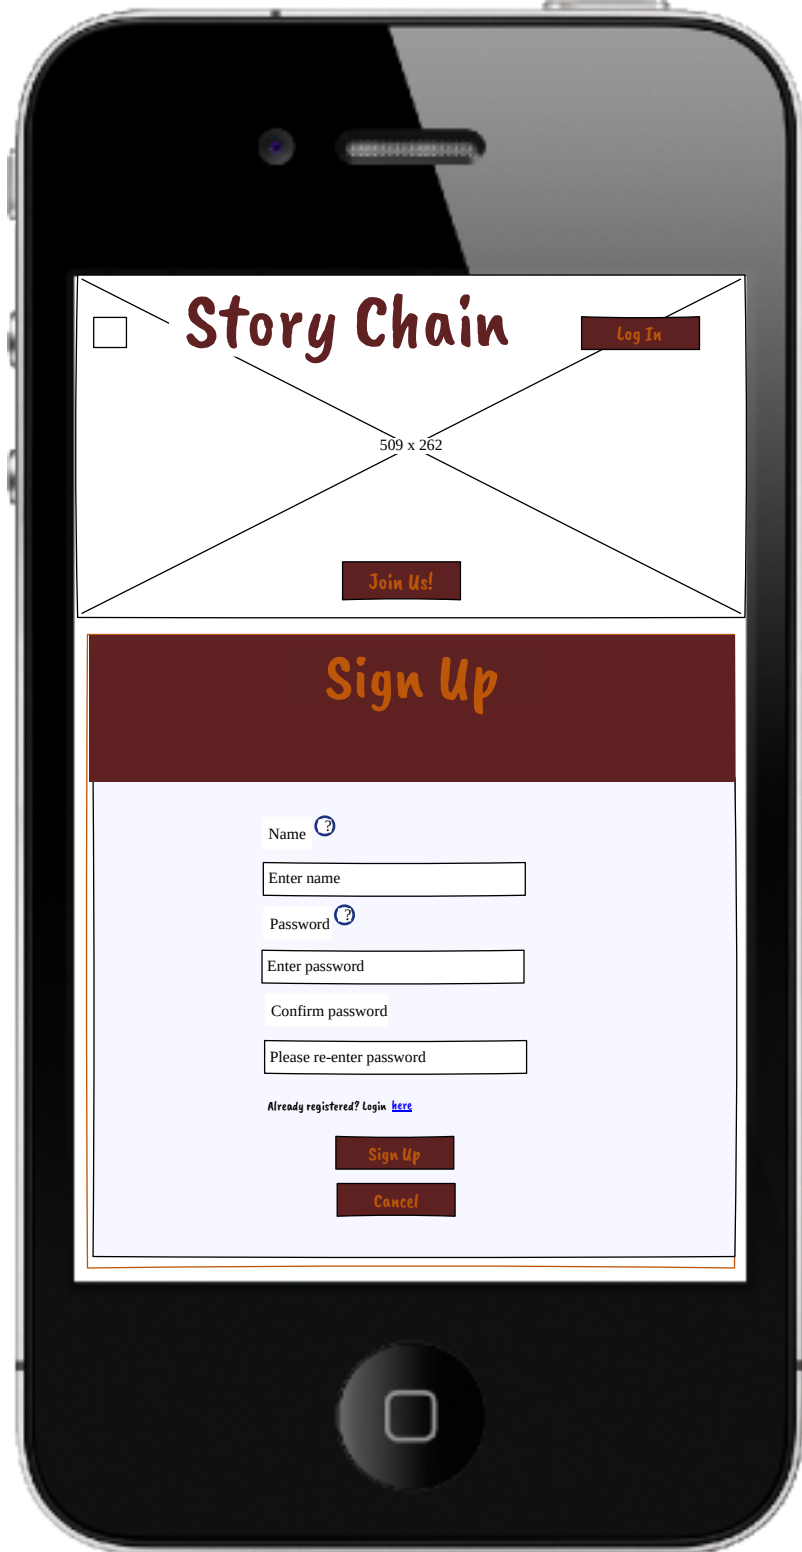 Story Chain
Log In
509 x 262
Join Us!
Sign Up
Name ?
Enter name
Password ?
Enter password
Confirm password
Please re-enter password
Already registered? Login here
Sign Up
Cancel